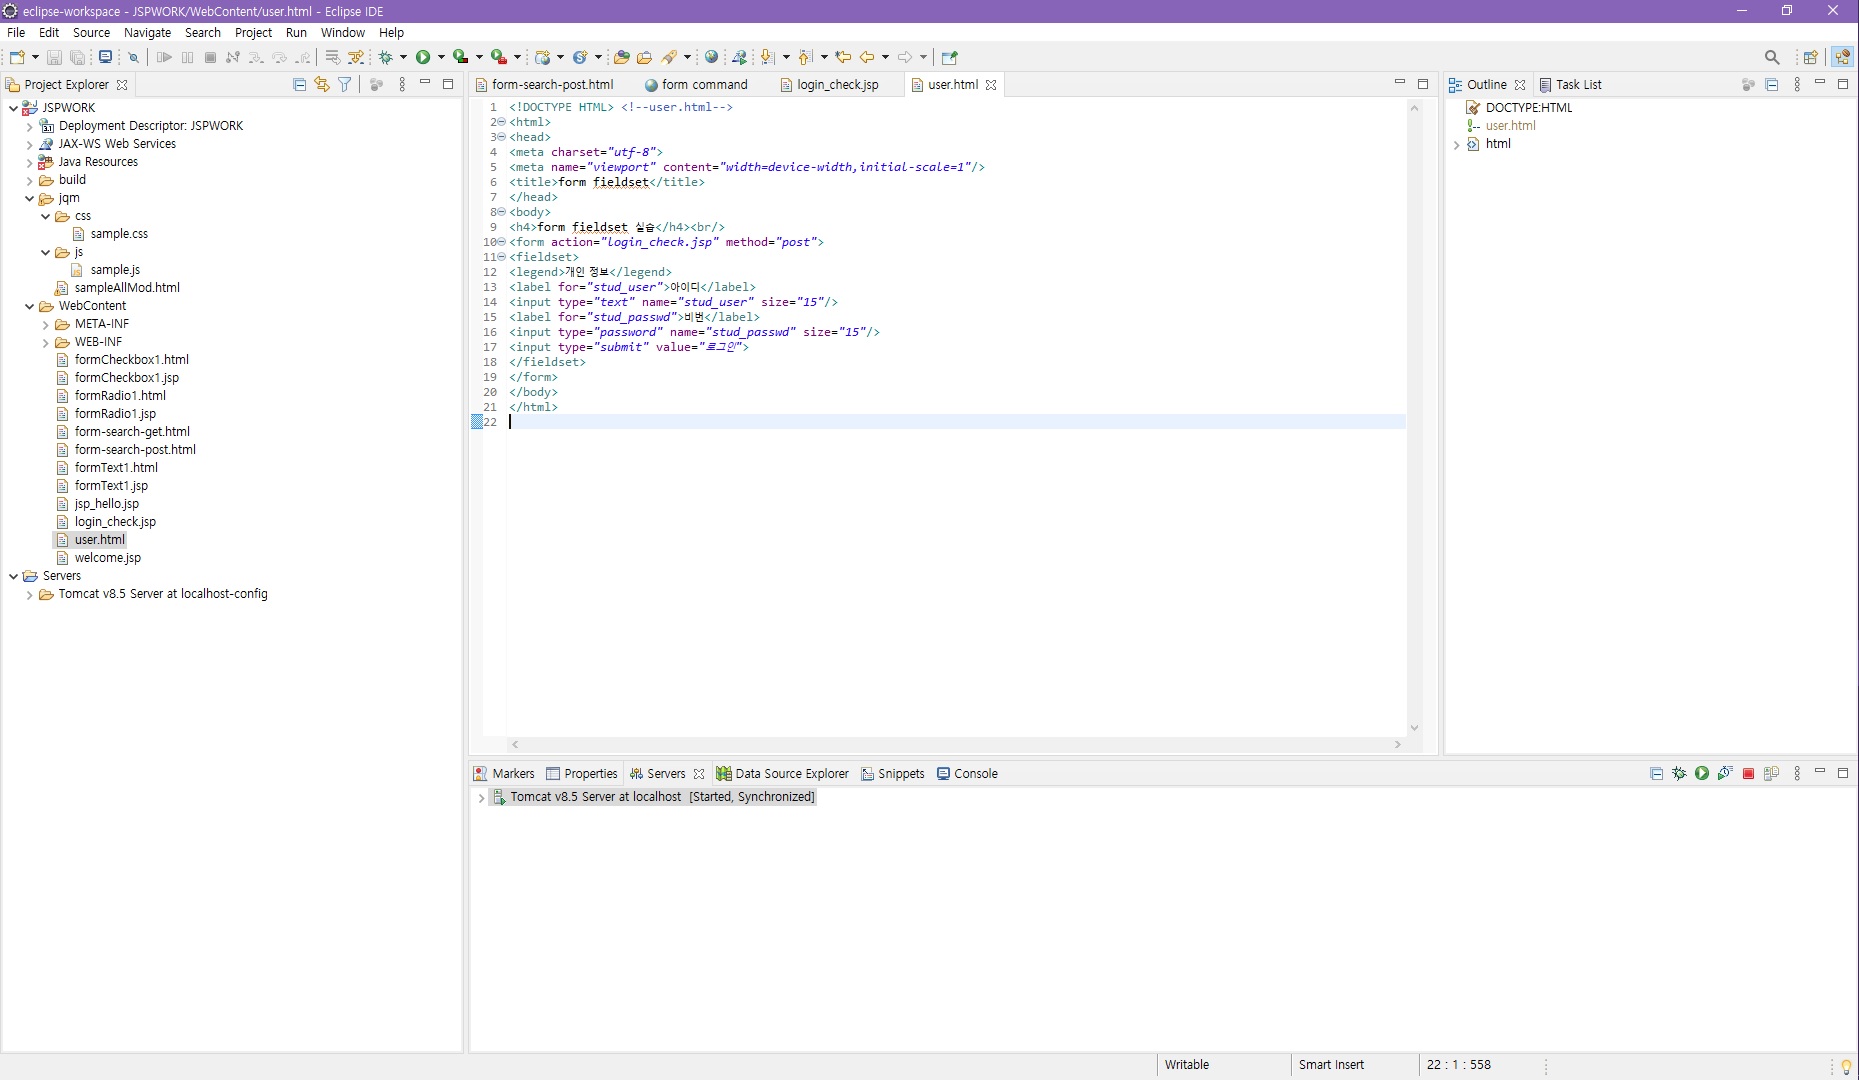 eclipse-workspace - JSPWORK/WebContent/user.html - Eclipse IDE
File Edit Source Navigate Search Project Run Window Help
Project Explorer
JSPWORK
Deployment Descriptor: JSPWORK
JAX-WS Web Services
Java Resources
build
jqm
css
sample.css
js
sample.js
sampleAllMod.html
WebContent
META-INF
WEB-INF
formCheckbox1.html
formCheckbox1.jsp
formRadio1.html
formRadio1.jsp
form-search-get.html
form-search-post.html
formText1.html
formText1.jsp
jsp_hello.jsp
login_check.jsp
user.html
welcome.jsp
Servers
Tomcat v8.5 Server at localhost-config
form-search-post.html form command login_check.jsp user.html
1 <!DOCTYPE HTML> <!--user.html-->
2 <html>
3 <head>
4 <meta charset="utf-8">
5 <meta name="viewport" content="width=device-width,initial-scale=1"/>
6 <title>form fieldset</title>
7 </head>
8 <body>
9 <h4>form fieldset 실습</h4><br/>
10 <form action="login_check.jsp" method="post">
11 <fieldset>
12 <legend>개인 정보</legend>
13 <label for="stud_user">아이디</label>
14 <input type="text" name="stud_user" size="15"/>
15 <label for="stud_passwd">비번</label>
16 <input type="password" name="stud_passwd" size="15"/>
17 <input type="submit" value="로그인">
18 </fieldset>
19 </form>
20 </body>
21 </html>
22
Outline Task List
DOCTYPE:HTML
user.html
html
Markers Properties Servers Data Source Explorer Snippets Console
Tomcat v8.5 Server at localhost [Started, Synchronized]
Writable Smart Insert 22 : 1 : 558